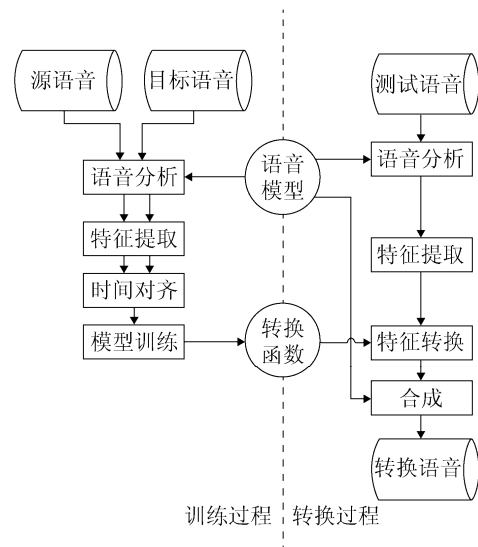 源语音
目标语音
测试语音
语音分析
语音
模型
语音分析
特征提取
特征提取
时间对齐
模型训练
转换
函数
特征转换
合成
转换语音
训练过程
转换过程